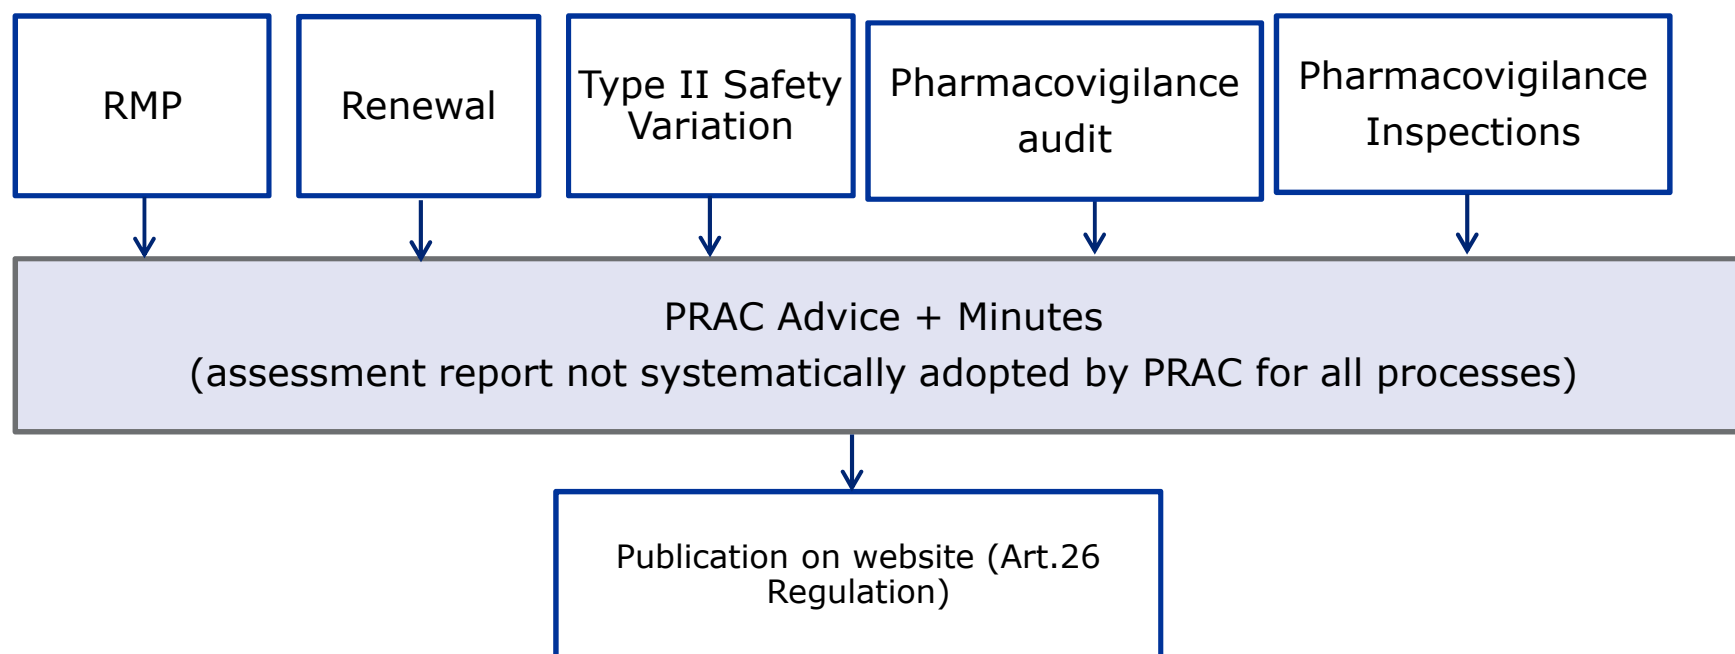 RMP
Renewal
Type II Safety
Variation
Pharmacovigilance
audit
Pharmacovigilance
Inspections
PRAC Advice + Minutes
(assessment report not systematically adopted by PRAC for all processes)
Publication on website (Art.26
Regulation)